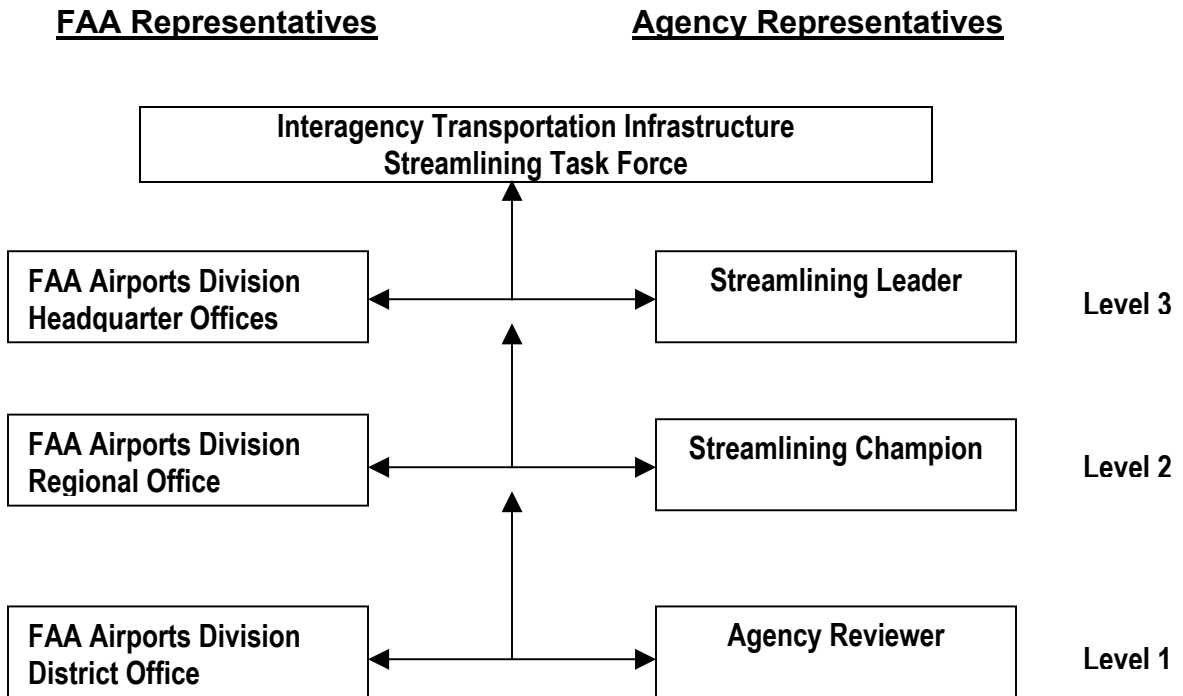 FAA Representatives
Agency Representatives
Interagency Transportation Infrastructure
Streamlining Task Force
FAA Airports Division
Headquarter Offices
Streamlining Leader
Level 3
FAA Airports Division
Regional Office
Streamlining Champion
Level 2
FAA Airports Division
District Office
Agency Reviewer
Level 1